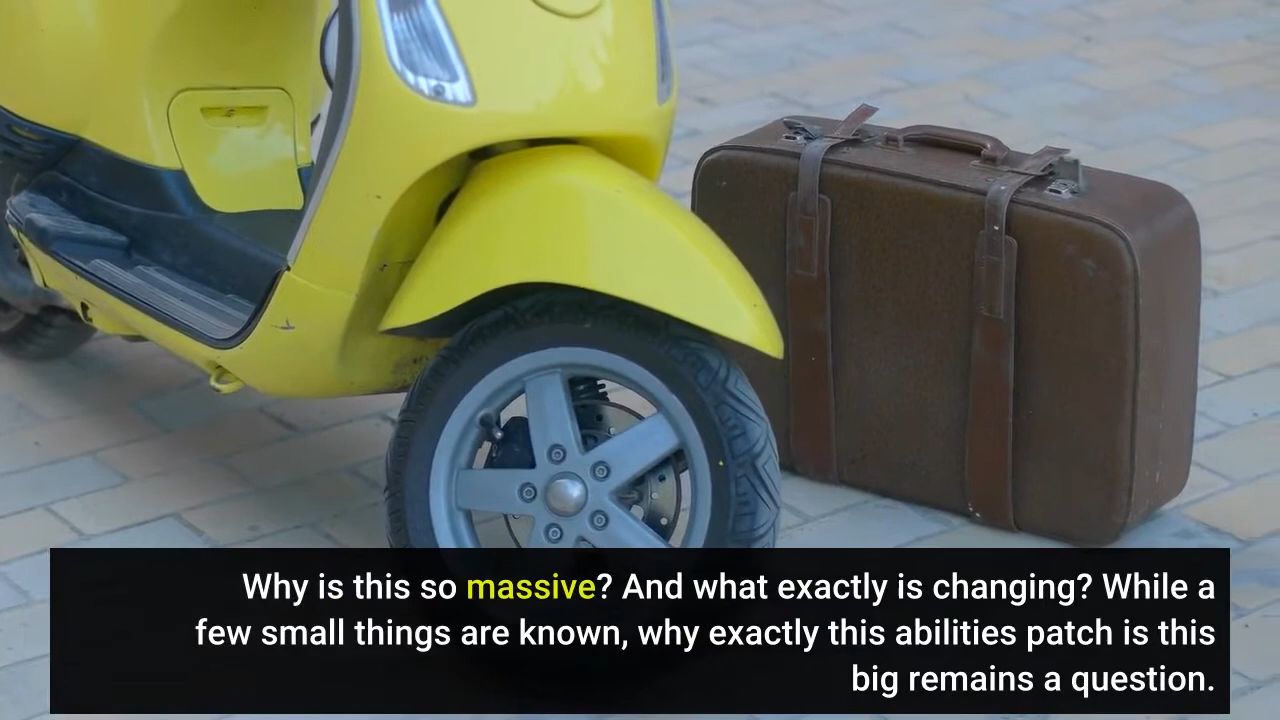 Why is this so massive? And what exactly is changing? While a
few small things are known, why exactly this abilities patch is this
big remains a question.